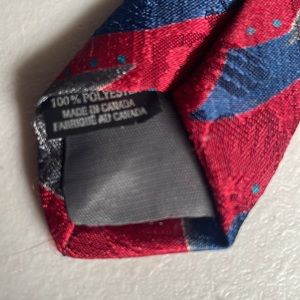 100% POLYESTER
MADE IN CANADA
FABRIQUÉ AU CANADA